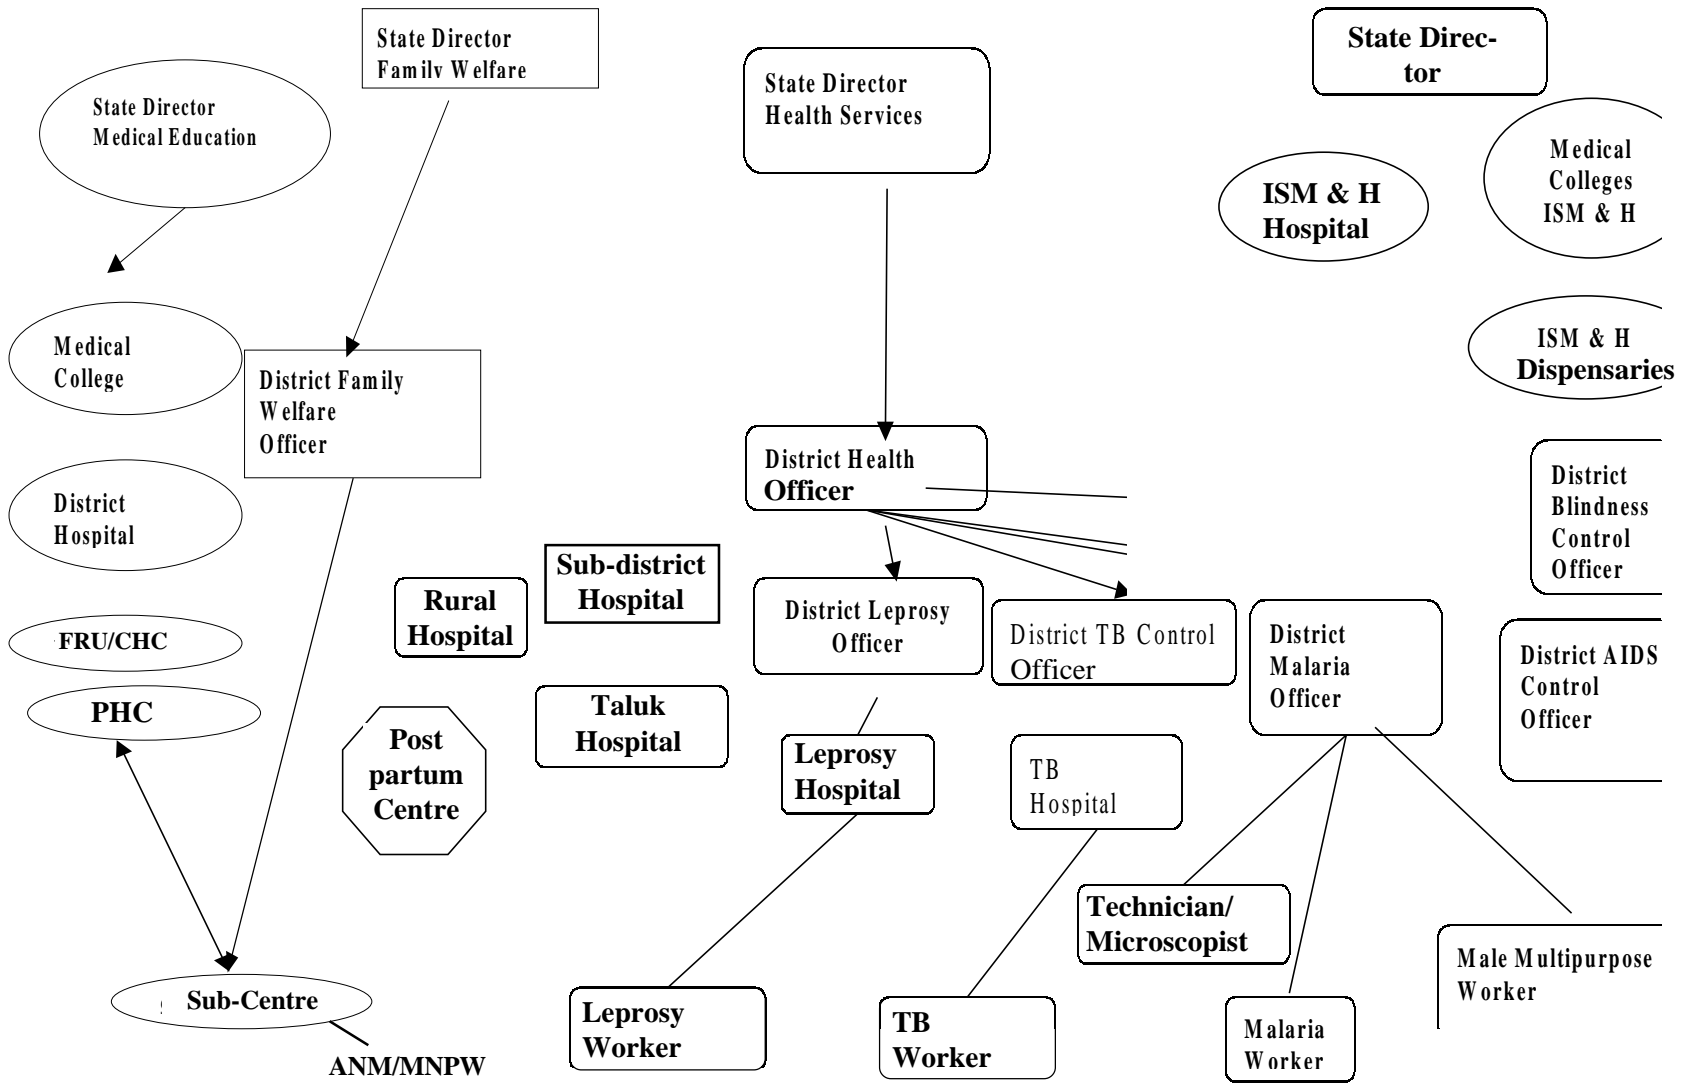 State Director
Family Welfare
State Director
Medical Education
State Director
Health Services
State Direc-
tor
ISM & H
Hospital
Medical
Colleges
ISM & H
Medical
College
District Family
Welfare
Officer
ISM & H
Dispensaries
District Health
Officer
District
Hospital
District
Blindness
Control
Officer
Rural
Hospital
Sub-district
Hospital
District Leprosy
Officer
District TB Control
Officer
District
Malaria
Officer
District AIDS
Control
Officer
FRU/CHC
PHC
Post
partum
Centre
Taluk
Hospital
Leprosy
Hospital
TB
Hospital
Technician/
Microscopist
Male Multipurpose
Worker
Sub-Centre
ANM/MNPW
Leprosy
Worker
TB
Worker
Malaria
Worker